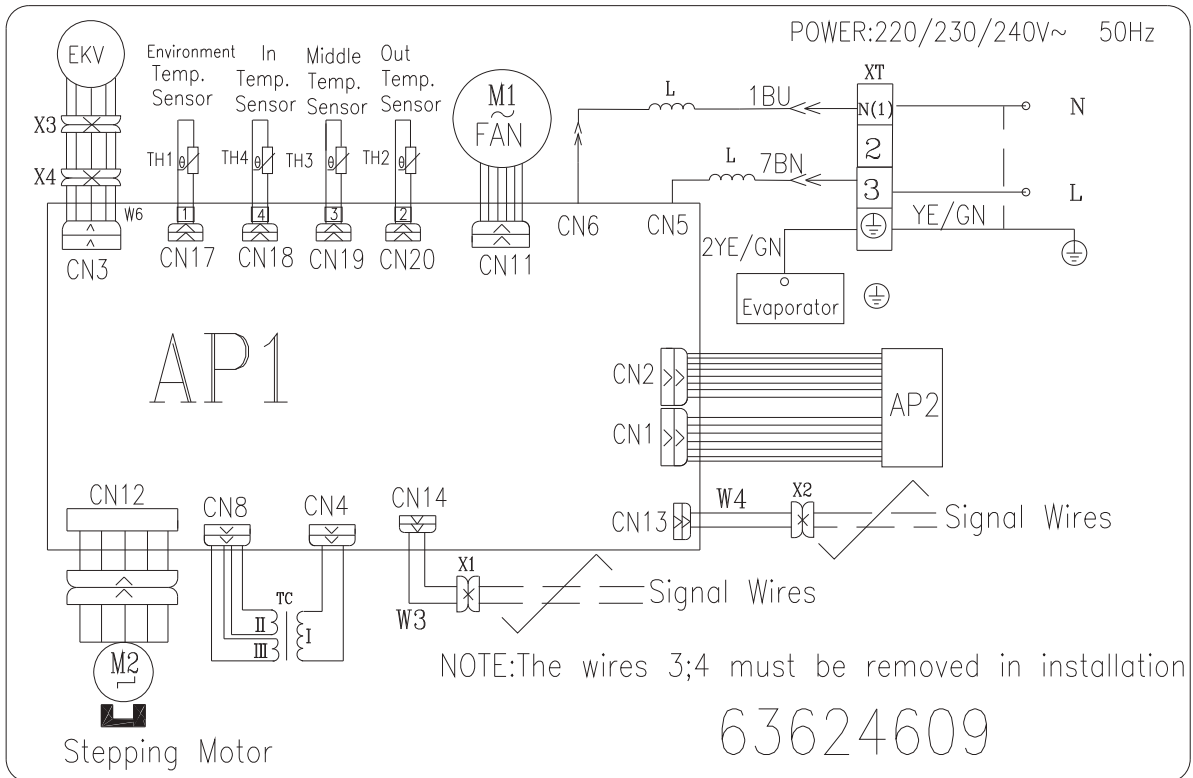 POWER:220/230/240V~ 50Hz
EKV
Environment
Temp.
Sensor
In
Temp.
Sensor
Middle
Temp.
Sensor
Out
Temp.
Sensor
M1
~
FAN
XT
L
1BU
N(1)
N
2
L
7BN
3
L
YE/GN
2YE/GN
Evaporator
X3
X4
W6
TH1
θ
TH4
θ
TH3
θ
TH2
θ
1
4
3
2
CN3
CN17
CN18
CN19
CN20
CN11
CN6
CN5
AP1
CN2
CN1
AP2
CN12
CN8
CN4
CN14
CN13
W4
X2
Signal Wires
X1
W3
Signal Wires
TC
II
III
I
M2
Stepping Motor
NOTE:The wires 3;4 must be removed in installation
63624609